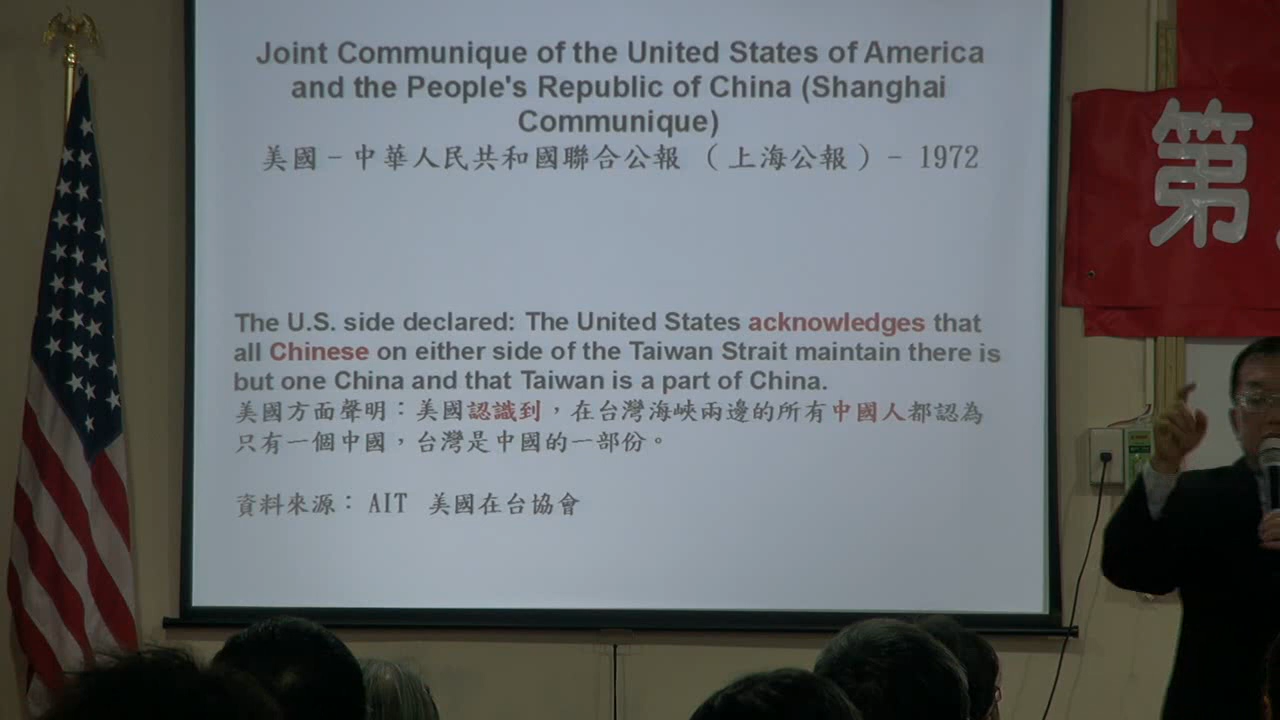 Joint Communique of the United States of America
and the People's Republic of China (Shanghai
Communique)
美國－中華人民共和國聯合公報 （上海公報）－ 1972
The U.S. side declared: The United States acknowledges that
all Chinese on either side of the Taiwan Strait maintain there is
but one China and that Taiwan is a part of China.
美國方面聲明：美國認識到，在台灣海峽兩邊的所有中國人都認為
只有一個中國，台灣是中國的一部份。
資料來源： AIT 美國在台協會
第